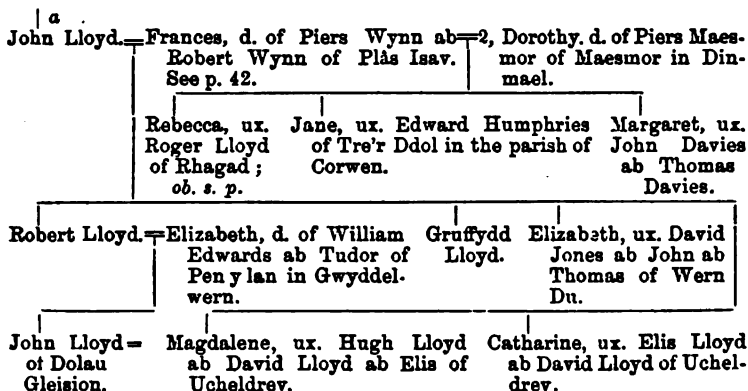 a
John Lloyd.=Frances, d. of Piers Wynn ab=2, Dorothy. d. of Piers Maes-
Robert Wynn of Plâs Isav. mor of Maesmor in Din-
See p. 42. mael.
Rebecca, ux. Jane, ux. Edward Humphries Margaret, ux.
Roger Lloyd of Tre'r Ddol in the parish of John Davies
of Rhagad; Corwen. ab Thomas
ob. s. p. Davies.
Robert Lloyd.=Elizabeth, d. of William Gruffydd Elizabeth, ux. David
Edwards ab Tudor of Lloyd. Jones ab John ab
Pen y lan in Gwyddel- Thomas of Wern
wern. Du.
John Lloyd= Magdalene, ux. Hugh Lloyd Catharine, ux. Elis Lloyd
of Dolau ab David Lloyd ab Elis of ab David Lloyd of Uchel-
Gleision. Ucheldrev. drev.